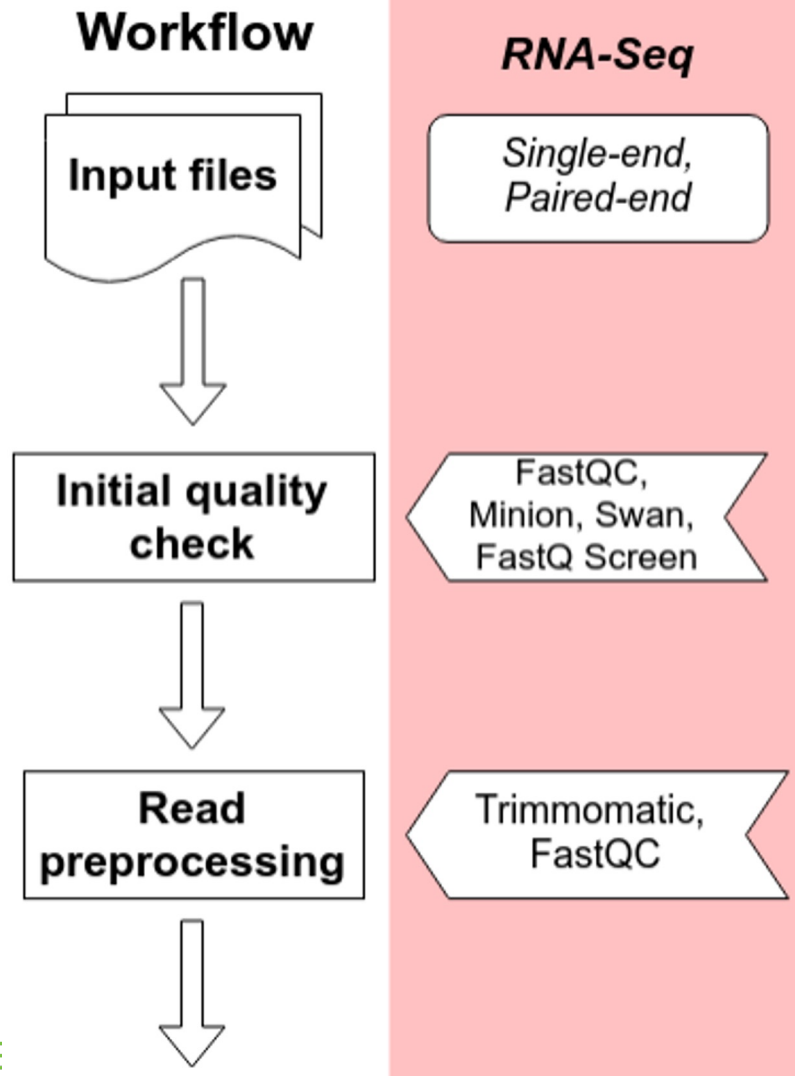 Workflow
RNA-Seq
Input files
Single-end,
Paired-end
Initial quality
check
FastQC,
Minion, Swan,
FastQ Screen
Read
preprocessing
Trimmomatic,
FastQC